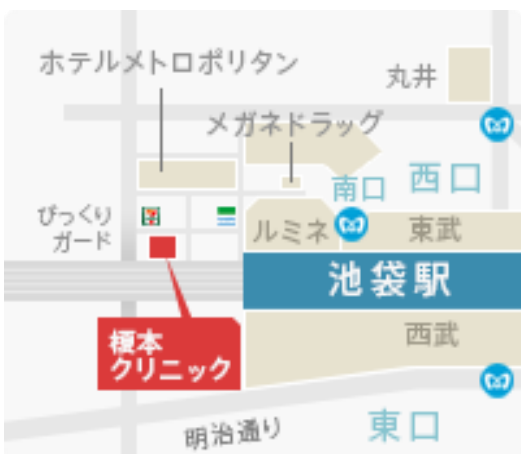 ホテルメトロポリタン
丸井
メガネドラッグ
南口
西口
びっくり
ガード
ルミネ
東武
池袋駅
榎本
クリニック
西武
東口
明治通り